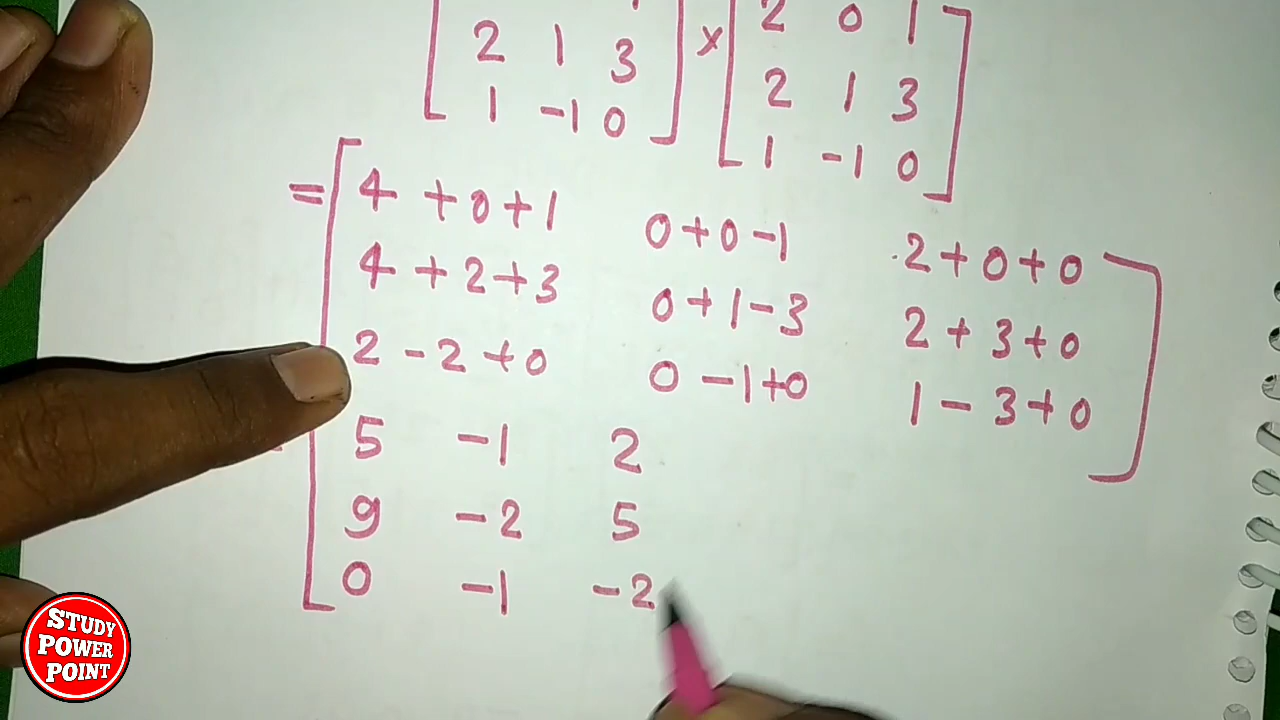 2 0 1
2 1 3 × 2 1 3
1 -1 0 1 -1 0
= 4 + 0 + 1 0 + 0 - 1 2 + 0 + 0
4 + 2 + 3 0 + 1 - 3 2 + 3 + 0
2 - 2 + 0 0 - 1 + 0 1 - 3 + 0
5 -1 2
9 -2 5
0 -1 -2
STUDY
POWER
POINT